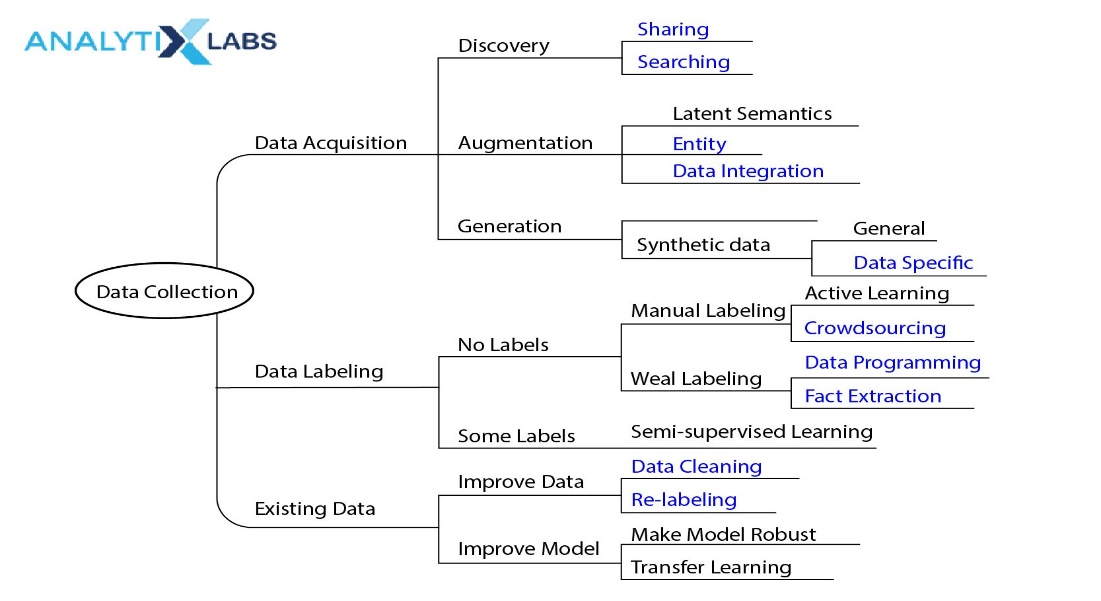 ANALYTIX LABS
Discovery
Sharing
Searching
Data Acquisition
Augmentation
Latent Semantics
Entity
Data Integration
Generation
Synthetic data
General
Data Specific
Data Collection
Data Labeling
No Labels
Manual Labeling
Active Learning
Crowdsourcing
Weal Labeling
Data Programming
Fact Extraction
Some Labels
Semi-supervised Learning
Existing Data
Improve Data
Data Cleaning
Re-labeling
Improve Model
Make Model Robust
Transfer Learning